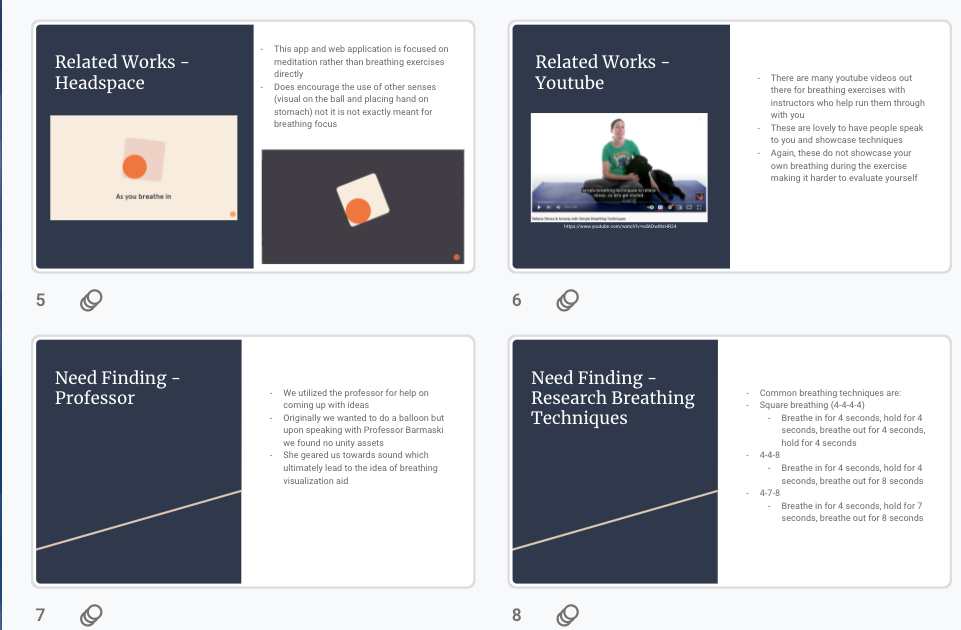 Related Works -
Headspace
As you breathe in
- This app and web application is focused on
meditation rather than breathing exercises
directly
- Does encourage the use of other senses
(visual on the ball and placing hand on
stomach) not it is not exactly meant for
breathing focus
5
Related Works -
Youtube
simple breathing techniques to relieve
stress, so let's get started.
Relieve Stress & Anxiety with Simple Breathing Techniques
- There are many youtube videos out
there for breathing exercises with
instructors who help run them through
with you
- These are lovely to have people speak
to you and showcase techniques
- Again, these do not showcase your
own breathing during the exercise
making it harder to evaluate yourself
6
Need Finding -
Professor
- We utilized the professor for help on
coming up with ideas
- Originally we wanted to do a balloon but
upon speaking with Professor Barmaski
we found no unity assets
- She geared us towards sound which
ultimately lead to the idea of breathing
visualization aid
7
Need Finding -
Research Breathing
Techniques
- Common breathing techniques are:
- Square breathing (4-4-4-4)
- Breathe in for 4 seconds, hold for 4
seconds, breathe out for 4 seconds,
hold for 4 seconds
- 4-4-8
- Breathe in for 4 seconds, hold for 4
seconds, breathe out for 8 seconds
- 4-7-8
- Breathe in for 4 seconds, hold for 7
seconds, breathe out for 8 seconds
8